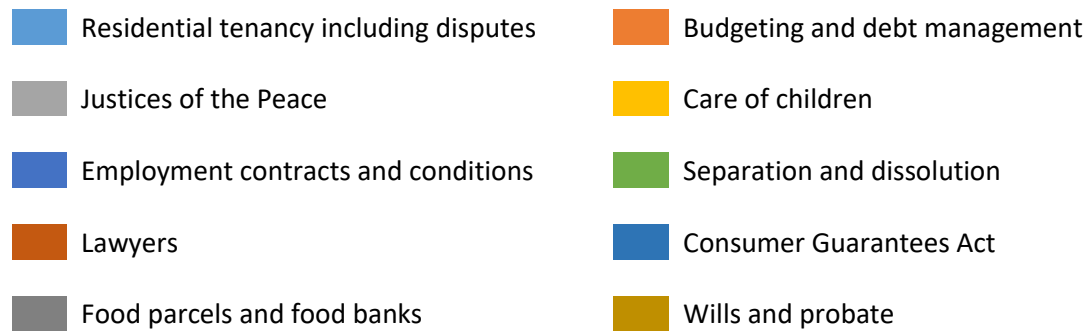 Residential tenancy including disputes
Budgeting and debt management
Justices of the Peace
Care of children
Employment contracts and conditions
Separation and dissolution
Lawyers
Consumer Guarantees Act
Food parcels and food banks
Wills and probate